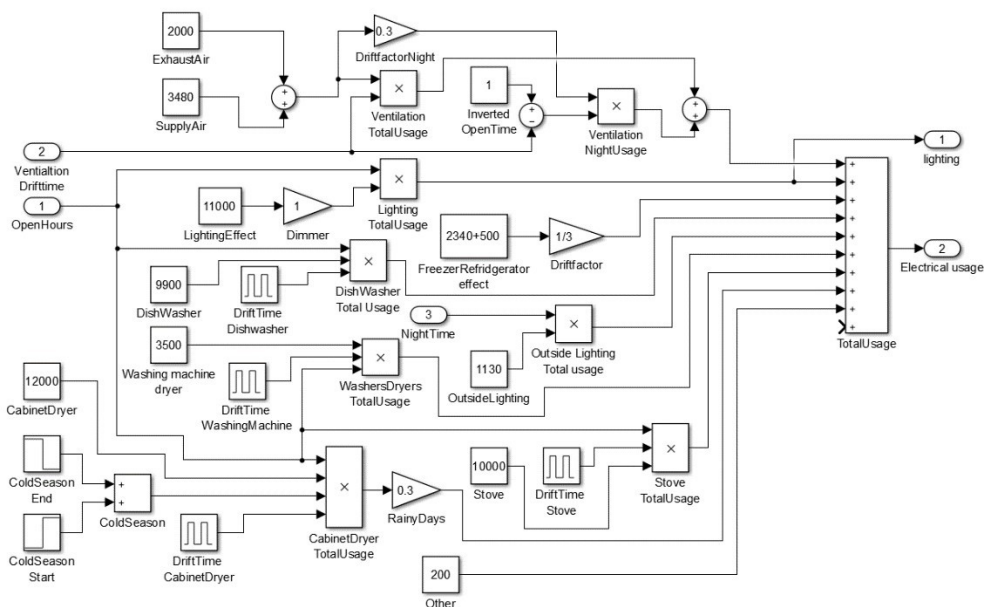 2000
ExhaustAir
0.3
DriftfactorNight
3480
SupplyAir
+
+
×
Ventilation
TotalUsage
1
Inverted
OpenTime
+
−
×
Ventilation
NightUsage
+
+
2
Ventialtion
Drifttime
1
OpenHours
11000
LightingEffect
1
Dimmer
×
Lighting
TotalUsage
1
lighting
2340+500
FreezerRefridgerator
effect
1/3
Driftfactor
9900
DishWasher
DriftTime
Dishwasher
×
DishWasher
Total Usage
3
NightTime
1130
OutsideLighting
×
Outside Lighting
Total usage
+
+
+
+
+
+
+
+
+
+
TotalUsage
2
Electrical usage
3500
Washing machine
dryer
DriftTime
WashingMachine
×
WashersDryers
TotalUsage
12000
CabinetDryer
ColdSeason
End
ColdSeason
Start
+
+
ColdSeason
DriftTime
CabinetDryer
×
CabinetDryer
TotalUsage
0.3
RainyDays
10000
Stove
DriftTime
Stove
×
Stove
TotalUsage
200
Other